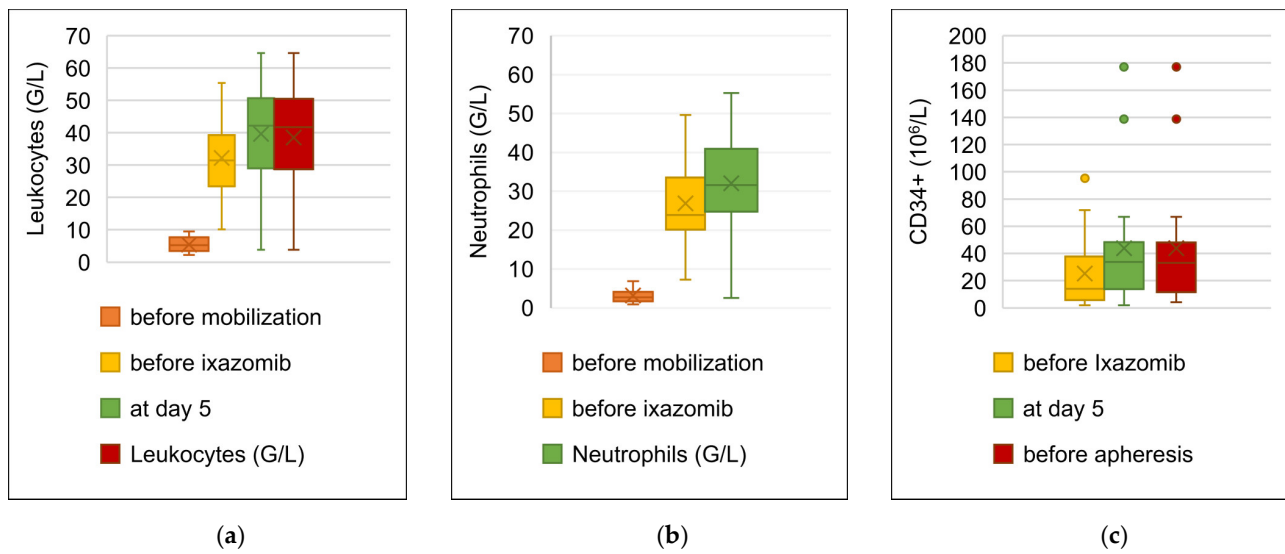 Leukocytes (G/L)
70
60
50
40
30
20
10
0
before mobilization
before ixazomib
at day 5
Leukocytes (G/L)
(a)
Neutrophils (G/L)
70
60
50
40
30
20
10
0
before mobilization
before ixazomib
Neutrophils (G/L)
(b)
CD34+ (10⁶/L)
200
180
160
140
120
100
80
60
40
20
0
before Ixazomib
at day 5
before apheresis
(c)